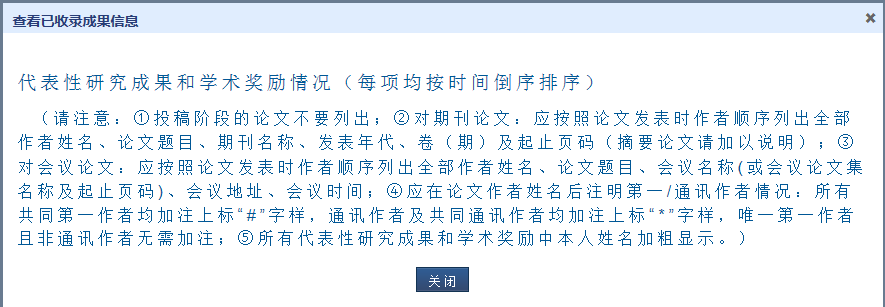 查看已收录成果信息
代表性研究成果和学术奖励情况（每项均按时间倒序排序）
（请注意：①投稿阶段的论文不要列出；②对期刊论文：应按照论文发表时作者顺序列出全部
作者姓名、论文题目、期刊名称、发表年代、卷（期）及起止页码（摘要论文请加以说明）；③
对会议论文：应按照论文发表时作者顺序列出全部作者姓名、论文题目、会议名称(或会议论文集
名称及起止页码)、会议地址、会议时间；④应在论文作者姓名后注明第一/通讯作者情况：所有
共同第一作者均加注上标“#”字样，通讯作者及共同通讯作者均加注上标“*”字样，唯一第一作者
且非通讯作者无需加注；⑤所有代表性研究成果和学术奖励中本人姓名加粗显示。）
关闭